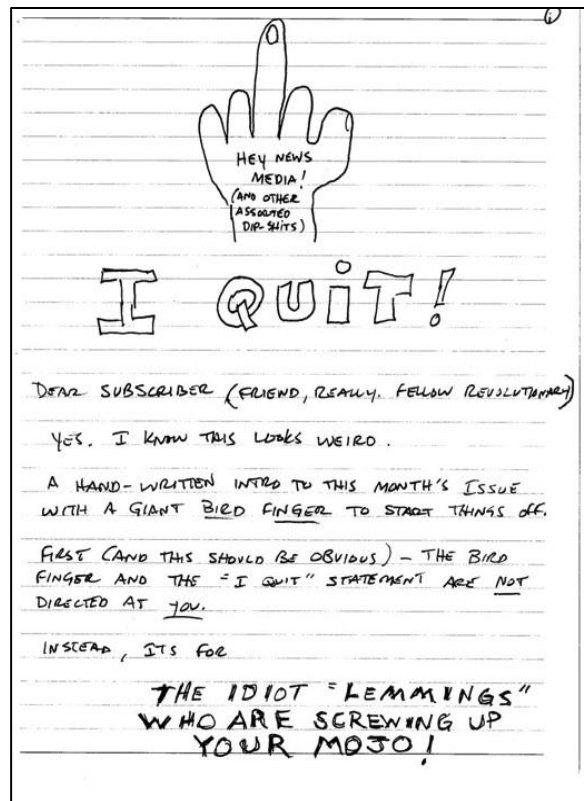 i
HEY NEWS
MEDIA!
(AND OTHER
ASSORTED
DIP-SHITS)
I QUiT!
DEAR SUBSCRIBER (FRIEND, REALLY. FELLOW REVOLUTIONARY)
YES. I KNOW THIS LOOKS WEIRD.
A HAND-WRITTEN INTRO TO THIS MONTH'S ISSUE
WITH A GIANT BIRD FINGER TO START THINGS OFF.
FIRST (AND THIS SHOULD BE OBVIOUS) – THE BIRD
FINGER AND THE "I QUIT" STATEMENT ARE NOT
DIRECTED AT YOU.
INSTEAD, ITS FOR
THE IDIOT "LEMMINGS"
WHO ARE SCREWING UP
YOUR MOJO!